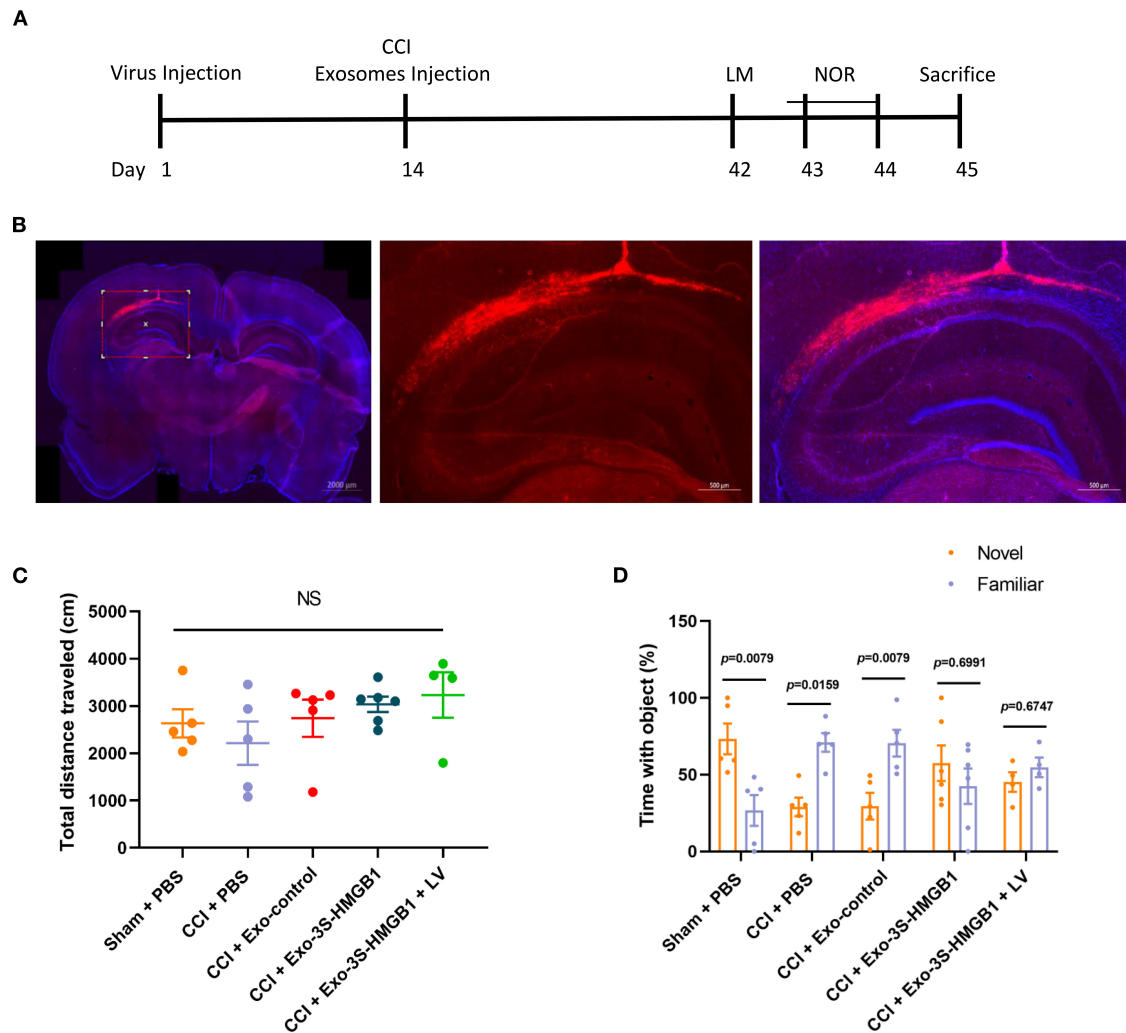 A
CCI
Virus Injection Exosomes Injection LM NOR Sacrifice
Day 1 14 42 43 44 45
B
2000 µm
500 µm
500 µm
C
NS
Total distance traveled (cm)
5000
4000
3000
2000
1000
0
Sham + PBS
CCI + PBS
CCI + Exo-control
CCI + Exo-3S-HMGB1
CCI + Exo-3S-HMGB1 + LV
D
Novel
Familiar
Time with object (%)
150
100
50
0
p=0.0079
p=0.0159
p=0.0079
p=0.6991
p=0.6747
Sham + PBS
CCI + PBS
CCI + Exo-control
CCI + Exo-3S-HMGB1
CCI + Exo-3S-HMGB1 + LV